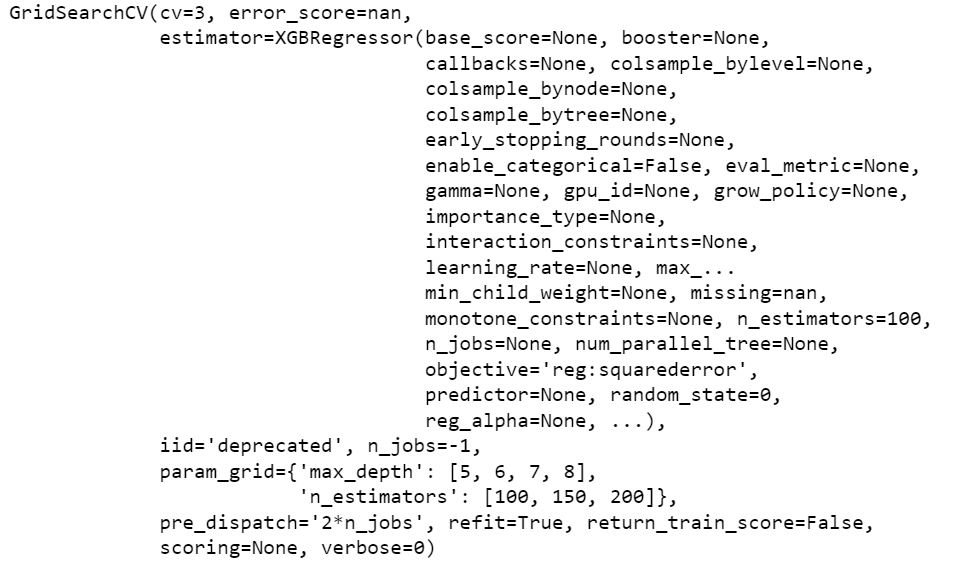 GridSearchCV(cv=3, error_score=nan,
estimator=XGBRegressor(base_score=None, booster=None,
callbacks=None, colsample_bylevel=None,
colsample_bynode=None,
colsample_bytree=None,
early_stopping_rounds=None,
enable_categorical=False, eval_metric=None,
gamma=None, gpu_id=None, grow_policy=None,
importance_type=None,
interaction_constraints=None,
learning_rate=None, max_...
min_child_weight=None, missing=nan,
monotone_constraints=None, n_estimators=100,
n_jobs=None, num_parallel_tree=None,
objective='reg:squarederror',
predictor=None, random_state=0,
reg_alpha=None, ...),
iid='deprecated', n_jobs=-1,
param_grid={'max_depth': [5, 6, 7, 8],
'n_estimators': [100, 150, 200]},
pre_dispatch='2*n_jobs', refit=True, return_train_score=False,
scoring=None, verbose=0)